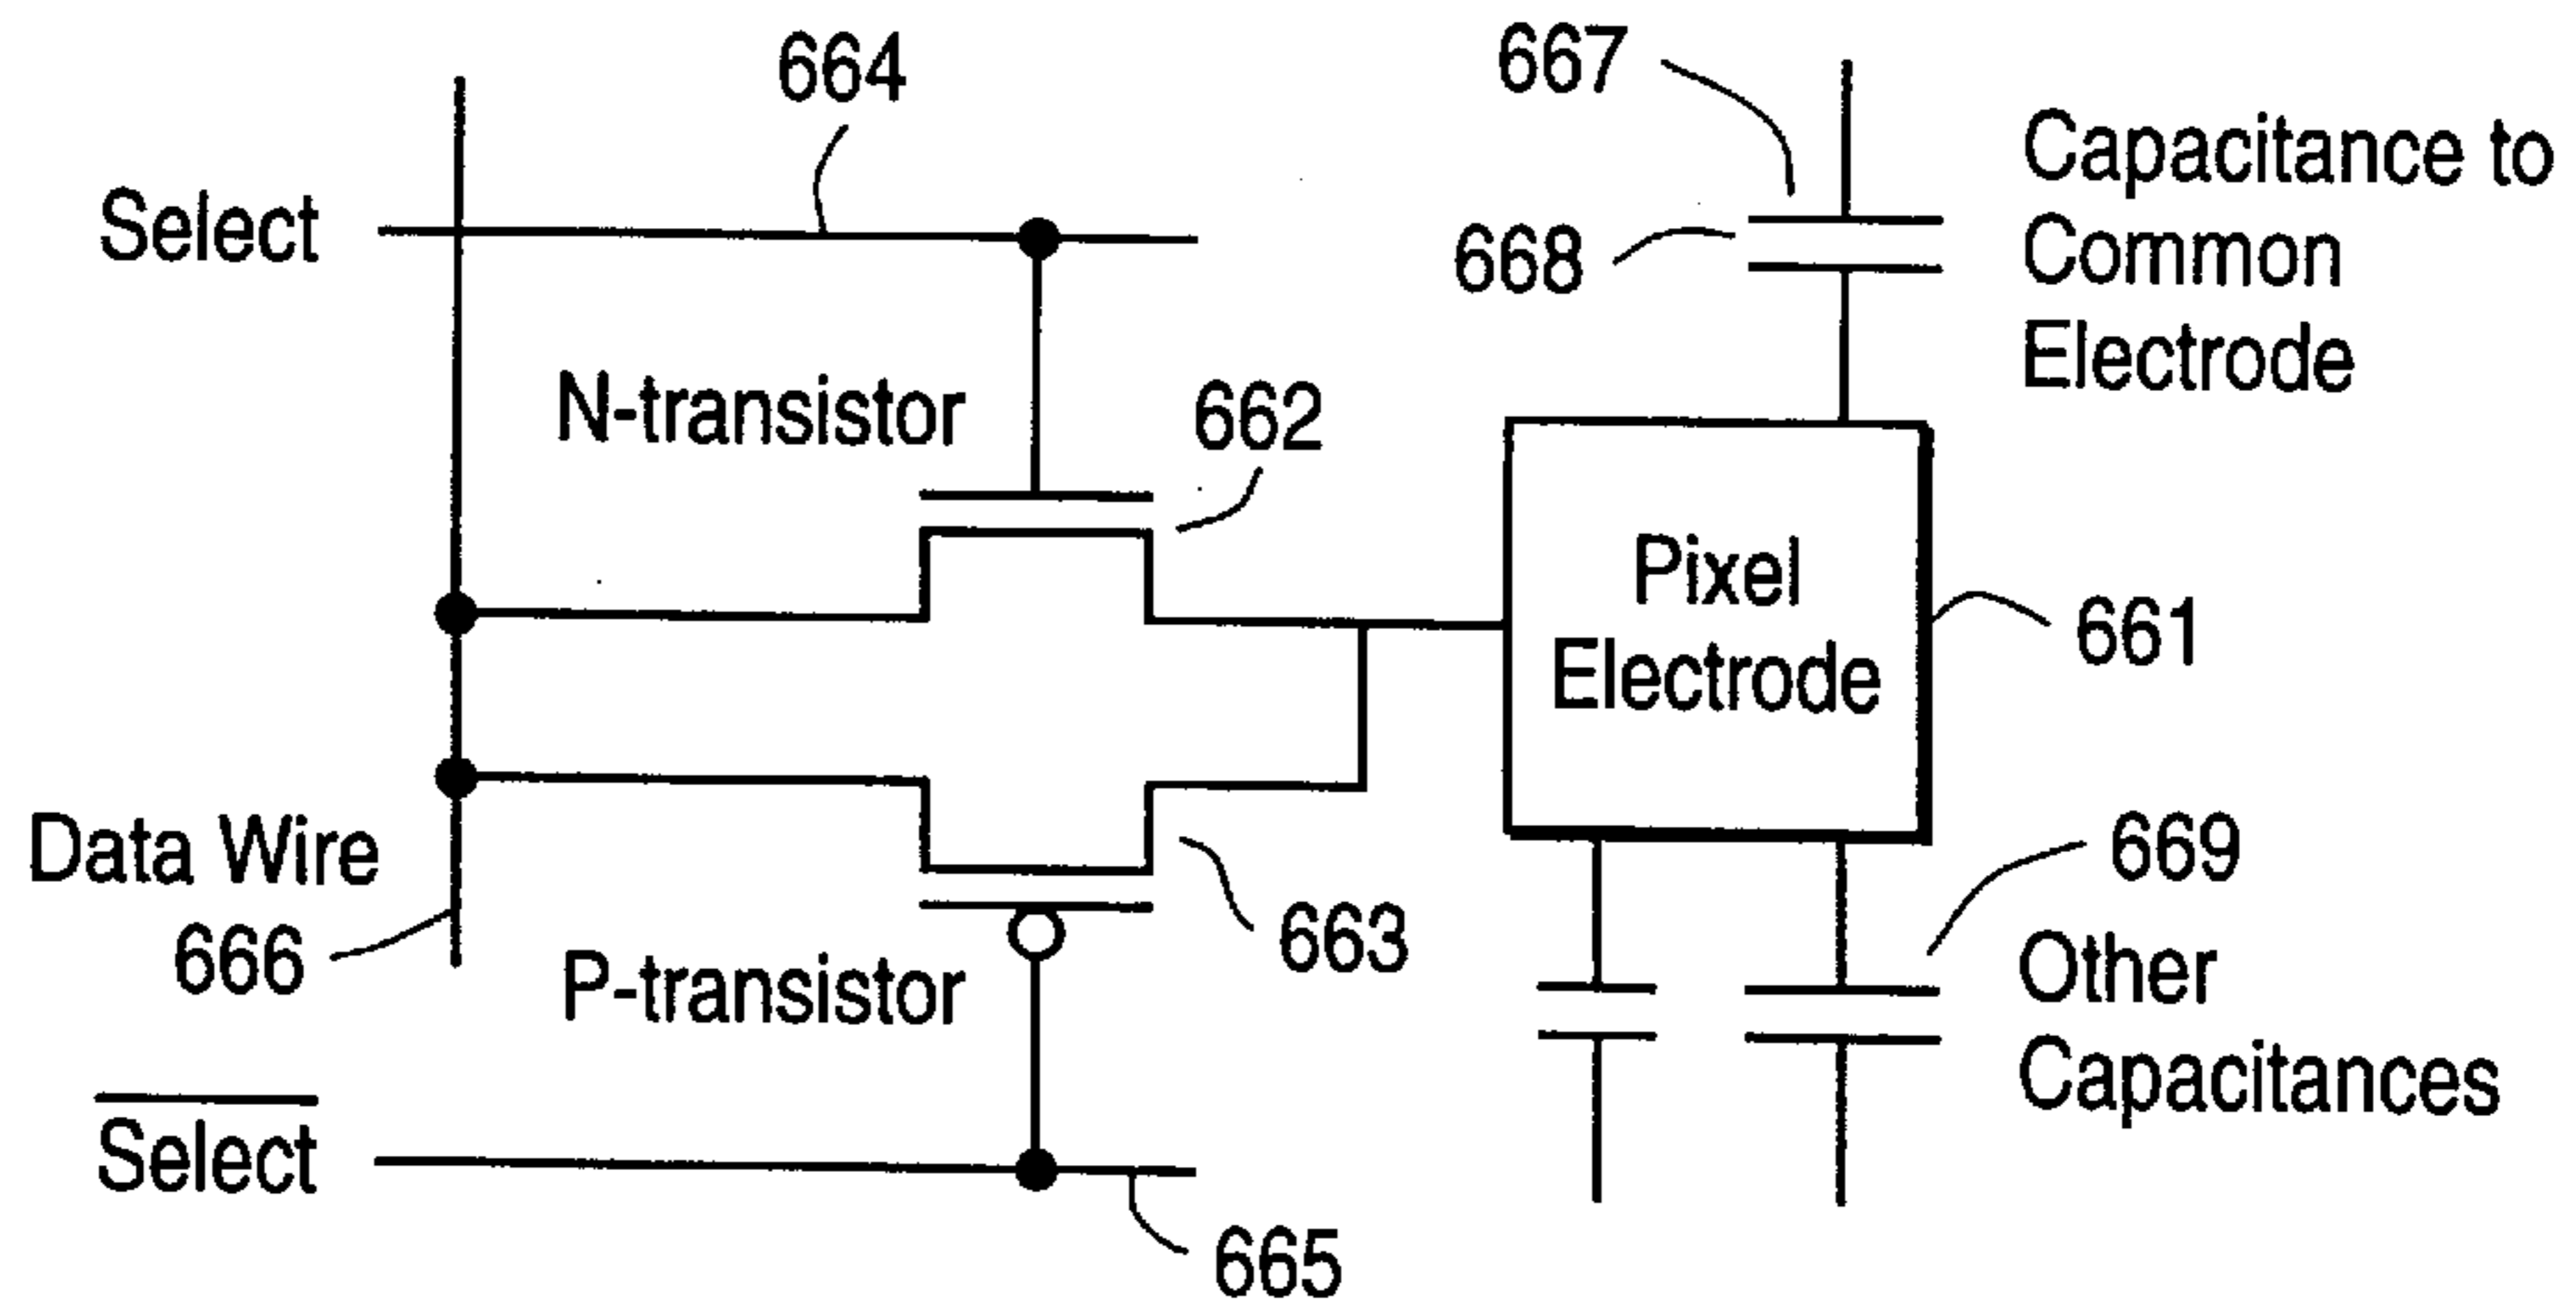 664
667
Select
668
Capacitance to
Common
Electrode
N-transistor
662
Pixel
Electrode
661
Data Wire
666
P-transistor
663
669
Other
Capacitances
Select
665